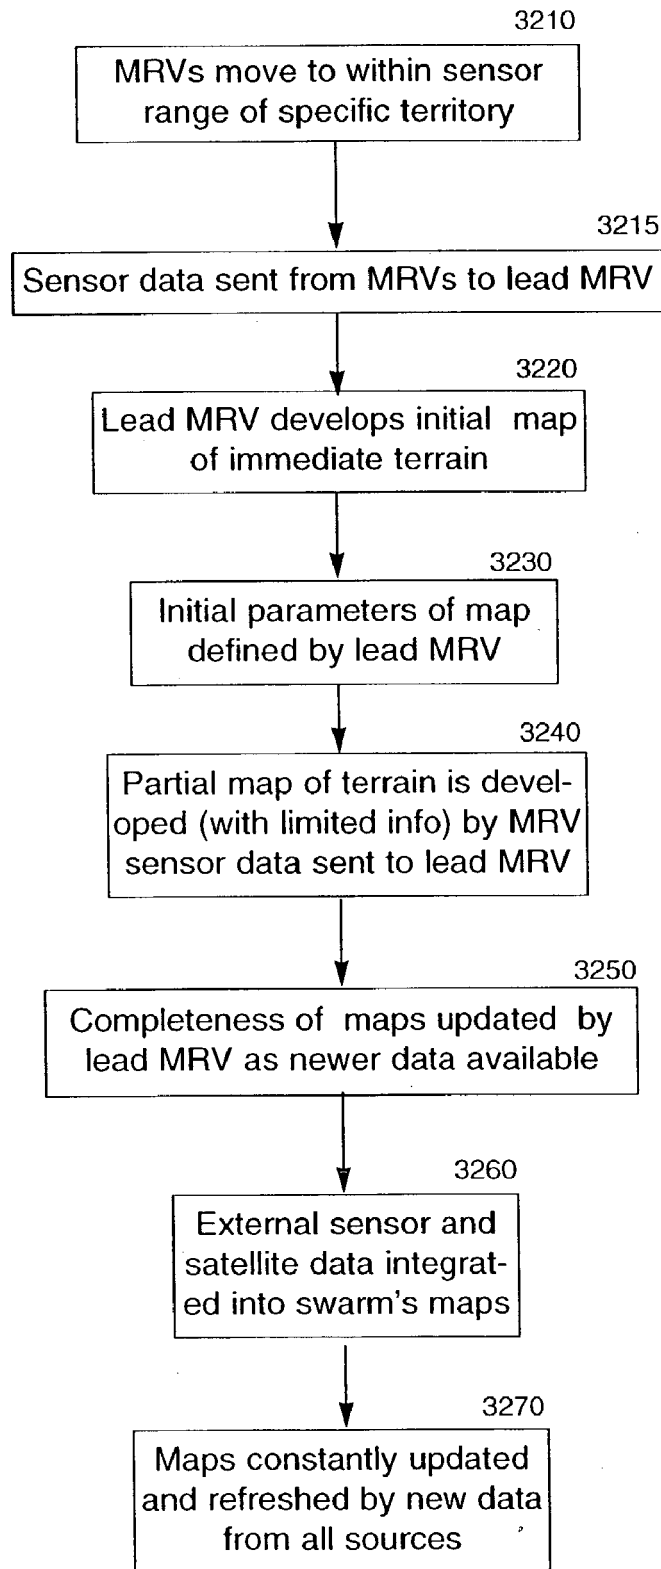 3210
MRVs move to within sensor
range of specific territory
3215
Sensor data sent from MRVs to lead MRV
3220
Lead MRV develops initial map
of immediate terrain
3230
Initial parameters of map
defined by lead MRV
3240
Partial map of terrain is devel-
oped (with limited info) by MRV
sensor data sent to lead MRV
3250
Completeness of maps updated by
lead MRV as newer data available
3260
External sensor and
satellite data integrat-
ed into swarm's maps
3270
Maps constantly updated
and refreshed by new data
from all sources